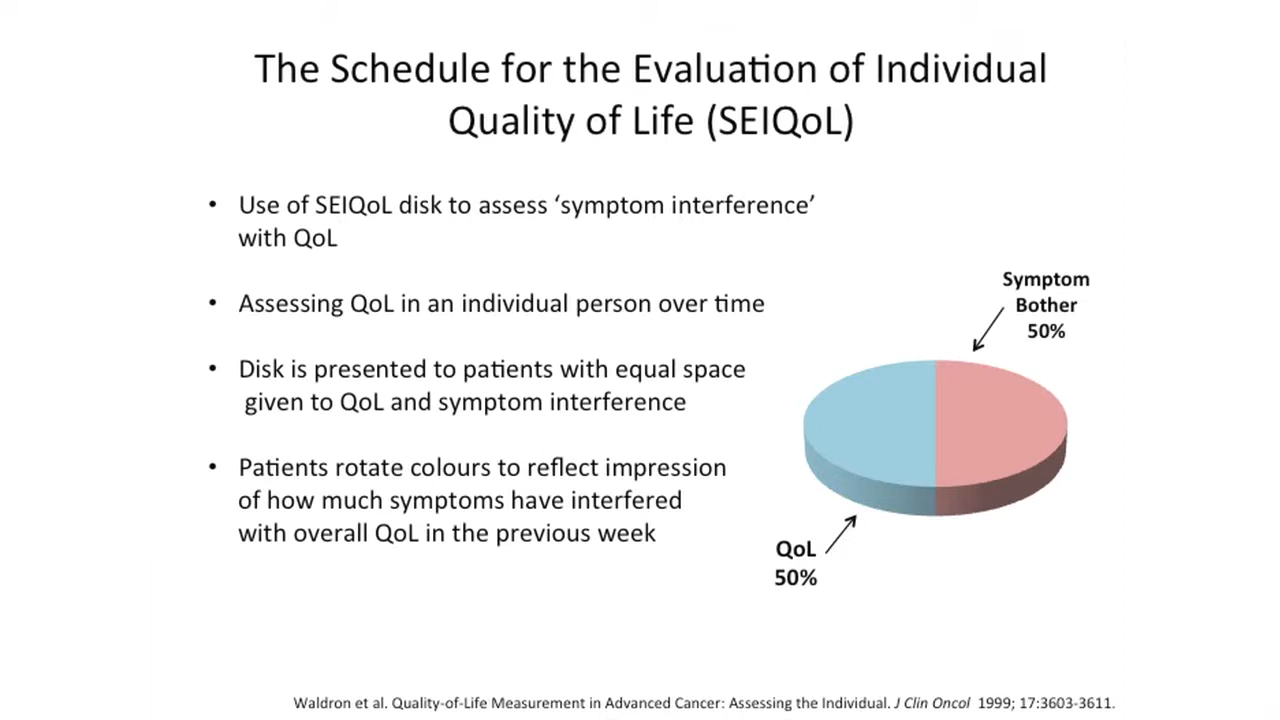 The Schedule for the Evaluation of Individual
Quality of Life (SEIQoL)
• Use of SEIQoL disk to assess ‘symptom interference’
with QoL
• Assessing QoL in an individual person over time
• Disk is presented to patients with equal space
given to QoL and symptom interference
• Patients rotate colours to reflect impression
of how much symptoms have interfered
with overall QoL in the previous week
Symptom
Bother
50%
QoL
50%
Waldron et al. Quality-of-Life Measurement in Advanced Cancer: Assessing the Individual. J Clin Oncol 1999; 17:3603-3611.